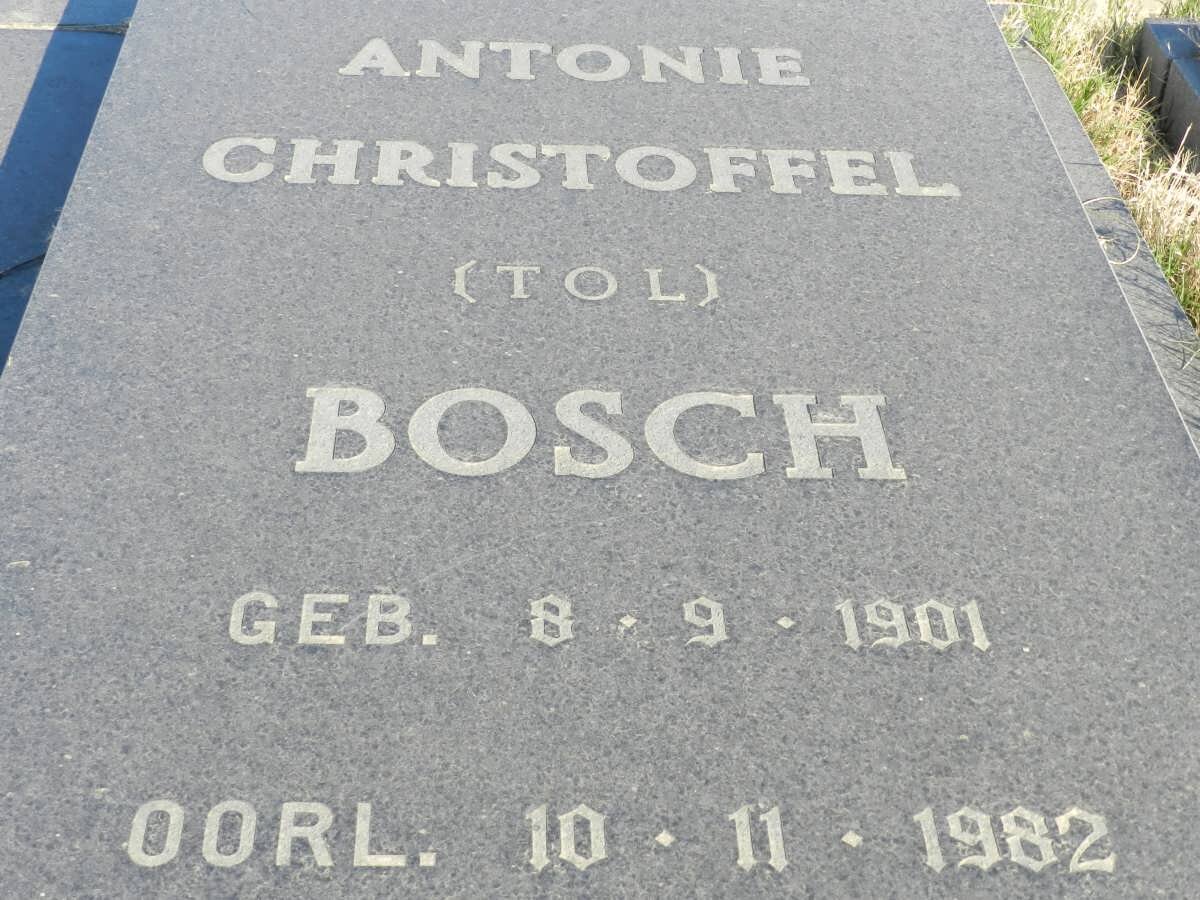 ANTONIE
CHRISTOFFEL
(TOL)
BOSCH
GEB. 8 · 9 · 1901
OORL. 10 · 11 · 1982